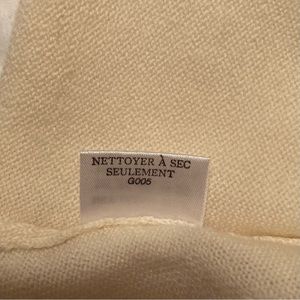 NETTOYER À SEC
SEULEMENT
G005